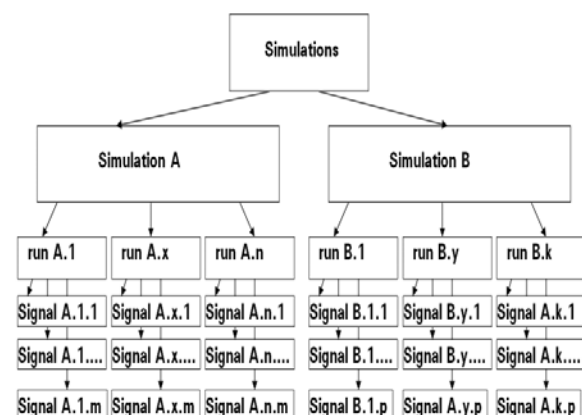 Simulations
Simulation A
Simulation B
run A.1
run A.x
run A.n
run B.1
run B.y
run B.k
Signal A.1.1
Signal A.x.1
Signal A.n.1
Signal B.1.1
Signal B.y.1
Signal A.k.1
Signal A.1....
Signal A.x....
Signal A.n....
Signal B.1....
Signal B.y....
Signal A.k....
Signal A.1.m
Signal A.x.m
Signal A.n.m
Signal B.1.p
Signal A.y.p
Signal A.k.p